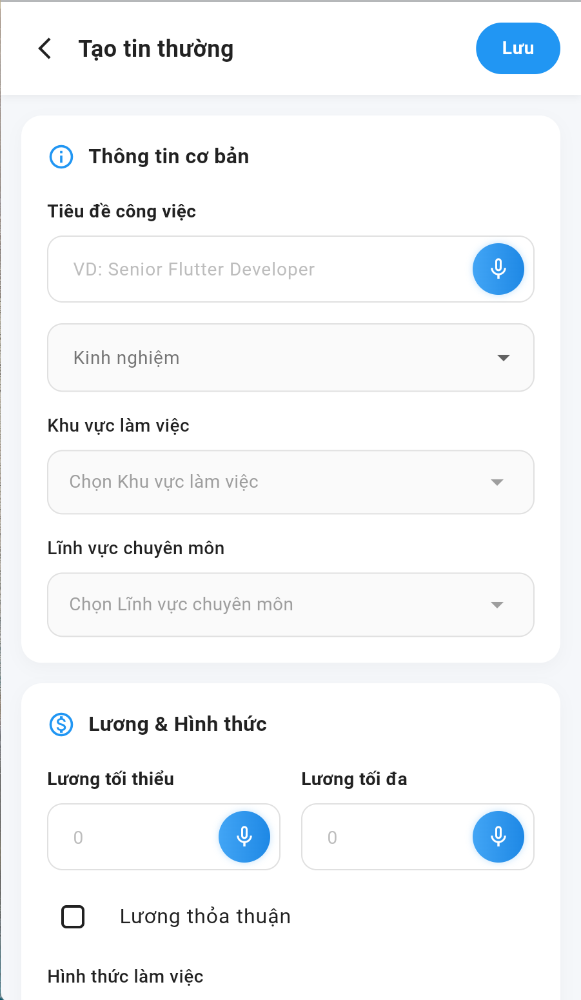 Tạo tin thường
Lưu
Thông tin cơ bản
Tiêu đề công việc
VD: Senior Flutter Developer
Kinh nghiệm
Khu vực làm việc
Chọn Khu vực làm việc
Lĩnh vực chuyên môn
Chọn Lĩnh vực chuyên môn
Lương & Hình thức
Lương tối thiểu
Lương tối đa
0
0
Lương thỏa thuận
Hình thức làm việc